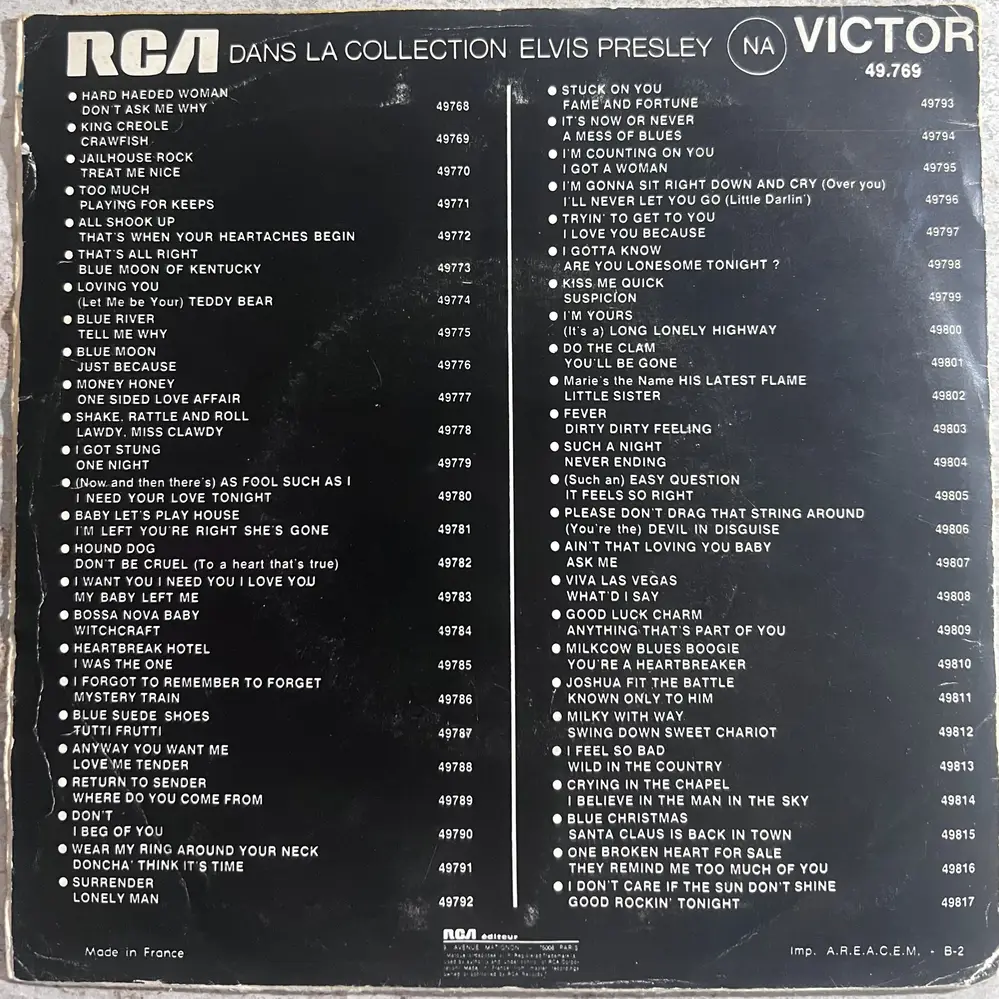 RCA DANS LA COLLECTION ELVIS PRESLEY NA VICTOR
49.769
HARD HAEDED WOMAN
DON'T ASK ME WHY 49768
KING CREOLE
CRAWFISH 49769
JAILHOUSE ROCK
TREAT ME NICE 49770
TOO MUCH
PLAYING FOR KEEPS 49771
ALL SHOOK UP
THAT'S WHEN YOUR HEARTACHES BEGIN 49772
THAT'S ALL RIGHT
BLUE MOON OF KENTUCKY 49773
LOVING YOU
(Let Me be Your) TEDDY BEAR 49774
BLUE RIVER
TELL ME WHY 49775
BLUE MOON
JUST BECAUSE 49776
MONEY HONEY
ONE SIDED LOVE AFFAIR 49777
SHAKE, RATTLE AND ROLL
LAWDY, MISS CLAWDY 49778
I GOT STUNG
ONE NIGHT 49779
(Now and then there's) AS FOOL SUCH AS I
I NEED YOUR LOVE TONIGHT 49780
BABY LET'S PLAY HOUSE
I'M LEFT YOU'RE RIGHT SHE'S GONE 49781
HOUND DOG
DON'T BE CRUEL (To a heart that's true) 49782
I WANT YOU I NEED YOU I LOVE YOU
MY BABY LEFT ME 49783
BOSSA NOVA BABY
WITCHCRAFT 49784
HEARTBREAK HOTEL
I WAS THE ONE 49785
I FORGOT TO REMEMBER TO FORGET
MYSTERY TRAIN 49786
BLUE SUEDE SHOES
TUTTI FRUTTI 49787
ANYWAY YOU WANT ME
LOVE ME TENDER 49788
RETURN TO SENDER
WHERE DO YOU COME FROM 49789
DON'T
I BEG OF YOU 49790
WEAR MY RING AROUND YOUR NECK
DONCHA' THINK IT'S TIME 49791
SURRENDER
LONELY MAN 49792
STUCK ON YOU
FAME AND FORTUNE 49793
IT'S NOW OR NEVER
A MESS OF BLUES 49794
I'M COUNTING ON YOU
I GOT A WOMAN 49795
I'M GONNA SIT RIGHT DOWN AND CRY (Over you)
I'LL NEVER LET YOU GO (Little Darlin') 49796
TRYIN' TO GET TO YOU
I LOVE YOU BECAUSE 49797
I GOTTA KNOW
ARE YOU LONESOME TONIGHT ? 49798
KISS ME QUICK
SUSPICION 49799
I'M YOURS
(It's a) LONG LONELY HIGHWAY 49800
DO THE CLAM
YOU'LL BE GONE 49801
Marie's the Name HIS LATEST FLAME
LITTLE SISTER 49802
FEVER
DIRTY DIRTY FEELING 49803
SUCH A NIGHT
NEVER ENDING 49804
(Such an) EASY QUESTION
IT FEELS SO RIGHT 49805
PLEASE DON'T DRAG THAT STRING AROUND
(You're the) DEVIL IN DISGUISE 49806
AIN'T THAT LOVING YOU BABY
ASK ME 49807
VIVA LAS VEGAS
WHAT'D I SAY 49808
GOOD LUCK CHARM
ANYTHING THAT'S PART OF YOU 49809
MILKCOW BLUES BOOGIE
YOU'RE A HEARTBREAKER 49810
JOSHUA FIT THE BATTLE
KNOWN ONLY TO HIM 49811
MILKY WITH WAY
SWING DOWN SWEET CHARIOT 49812
I FEEL SO BAD
WILD IN THE COUNTRY 49813
CRYING IN THE CHAPEL
I BELIEVE IN THE MAN IN THE SKY 49814
BLUE CHRISTMAS
SANTA CLAUS IS BACK IN TOWN 49815
ONE BROKEN HEART FOR SALE
THEY REMIND ME TOO MUCH OF YOU 49816
I DON'T CARE IF THE SUN DON'T SHINE
GOOD ROCKIN' TONIGHT 49817
Made in France
RCA éditeur
9 AVENUE MATIGNON - 75008 PARIS
Imp. A.R.E.A.C.E.M. - B-2